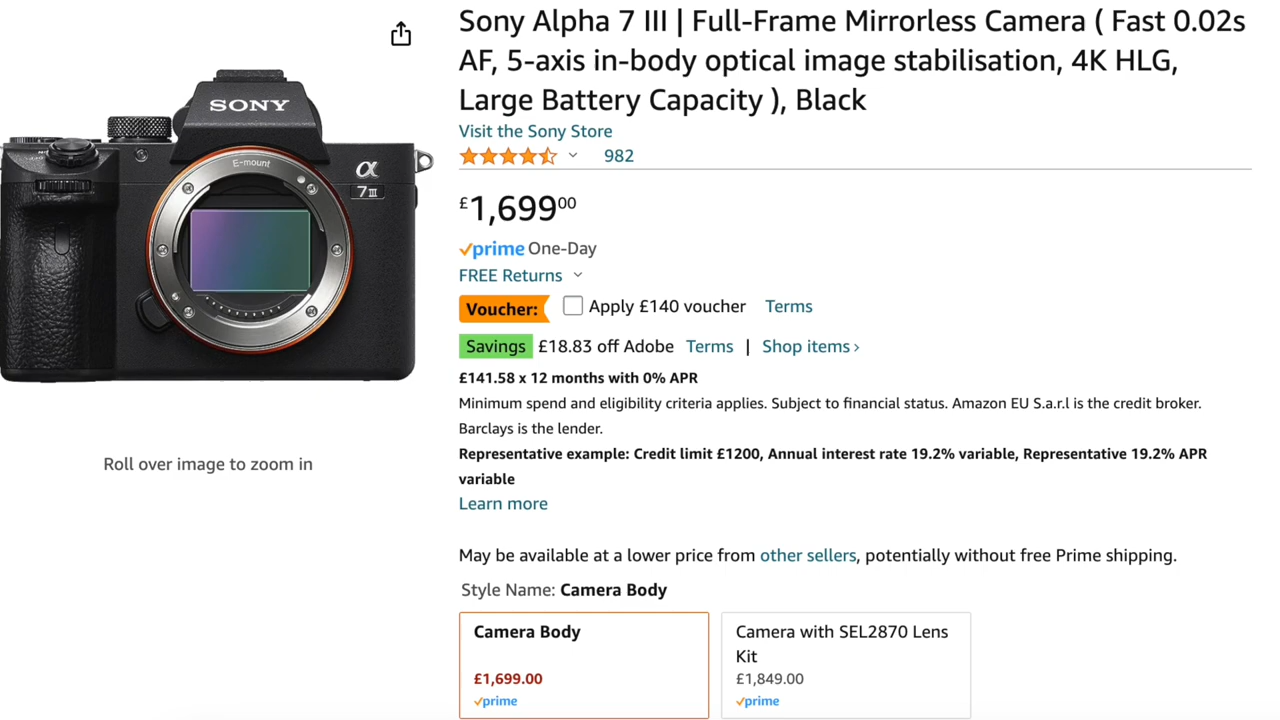 Sony Alpha 7 III | Full-Frame Mirrorless Camera ( Fast 0.02s
AF, 5-axis in-body optical image stabilisation, 4K HLG,
Large Battery Capacity ), Black
Visit the Sony Store
982
£1,69900
prime One-Day
FREE Returns
Voucher: Apply £140 voucher Terms
Savings £18.83 off Adobe Terms | Shop items ›
£141.58 x 12 months with 0% APR
Minimum spend and eligibility criteria applies. Subject to financial status. Amazon EU S.a.r.l is the credit broker.
Barclays is the lender.
Representative example: Credit limit £1200, Annual interest rate 19.2% variable, Representative 19.2% APR
variable
Learn more
May be available at a lower price from other sellers, potentially without free Prime shipping.
Style Name: Camera Body
Camera Body
£1,699.00
prime
Camera with SEL2870 Lens
Kit
£1,849.00
prime
SONY
E-mount
α
7III
Roll over image to zoom in